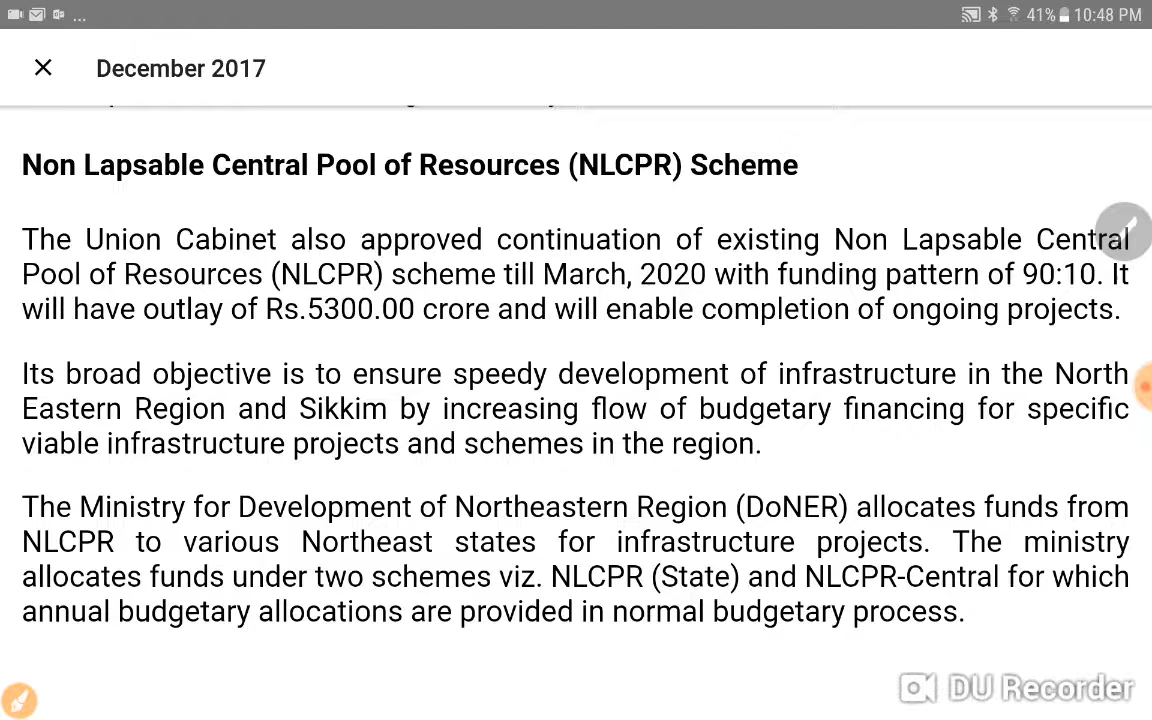 ... 41% 10:48 PM
× December 2017
Non Lapsable Central Pool of Resources (NLCPR) Scheme
The Union Cabinet also approved continuation of existing Non Lapsable Central
Pool of Resources (NLCPR) scheme till March, 2020 with funding pattern of 90:10. It
will have outlay of Rs.5300.00 crore and will enable completion of ongoing projects.
Its broad objective is to ensure speedy development of infrastructure in the North
Eastern Region and Sikkim by increasing flow of budgetary financing for specific
viable infrastructure projects and schemes in the region.
The Ministry for Development of Northeastern Region (DoNER) allocates funds from
NLCPR to various Northeast states for infrastructure projects. The ministry
allocates funds under two schemes viz. NLCPR (State) and NLCPR-Central for which
annual budgetary allocations are provided in normal budgetary process.
DU Recorder